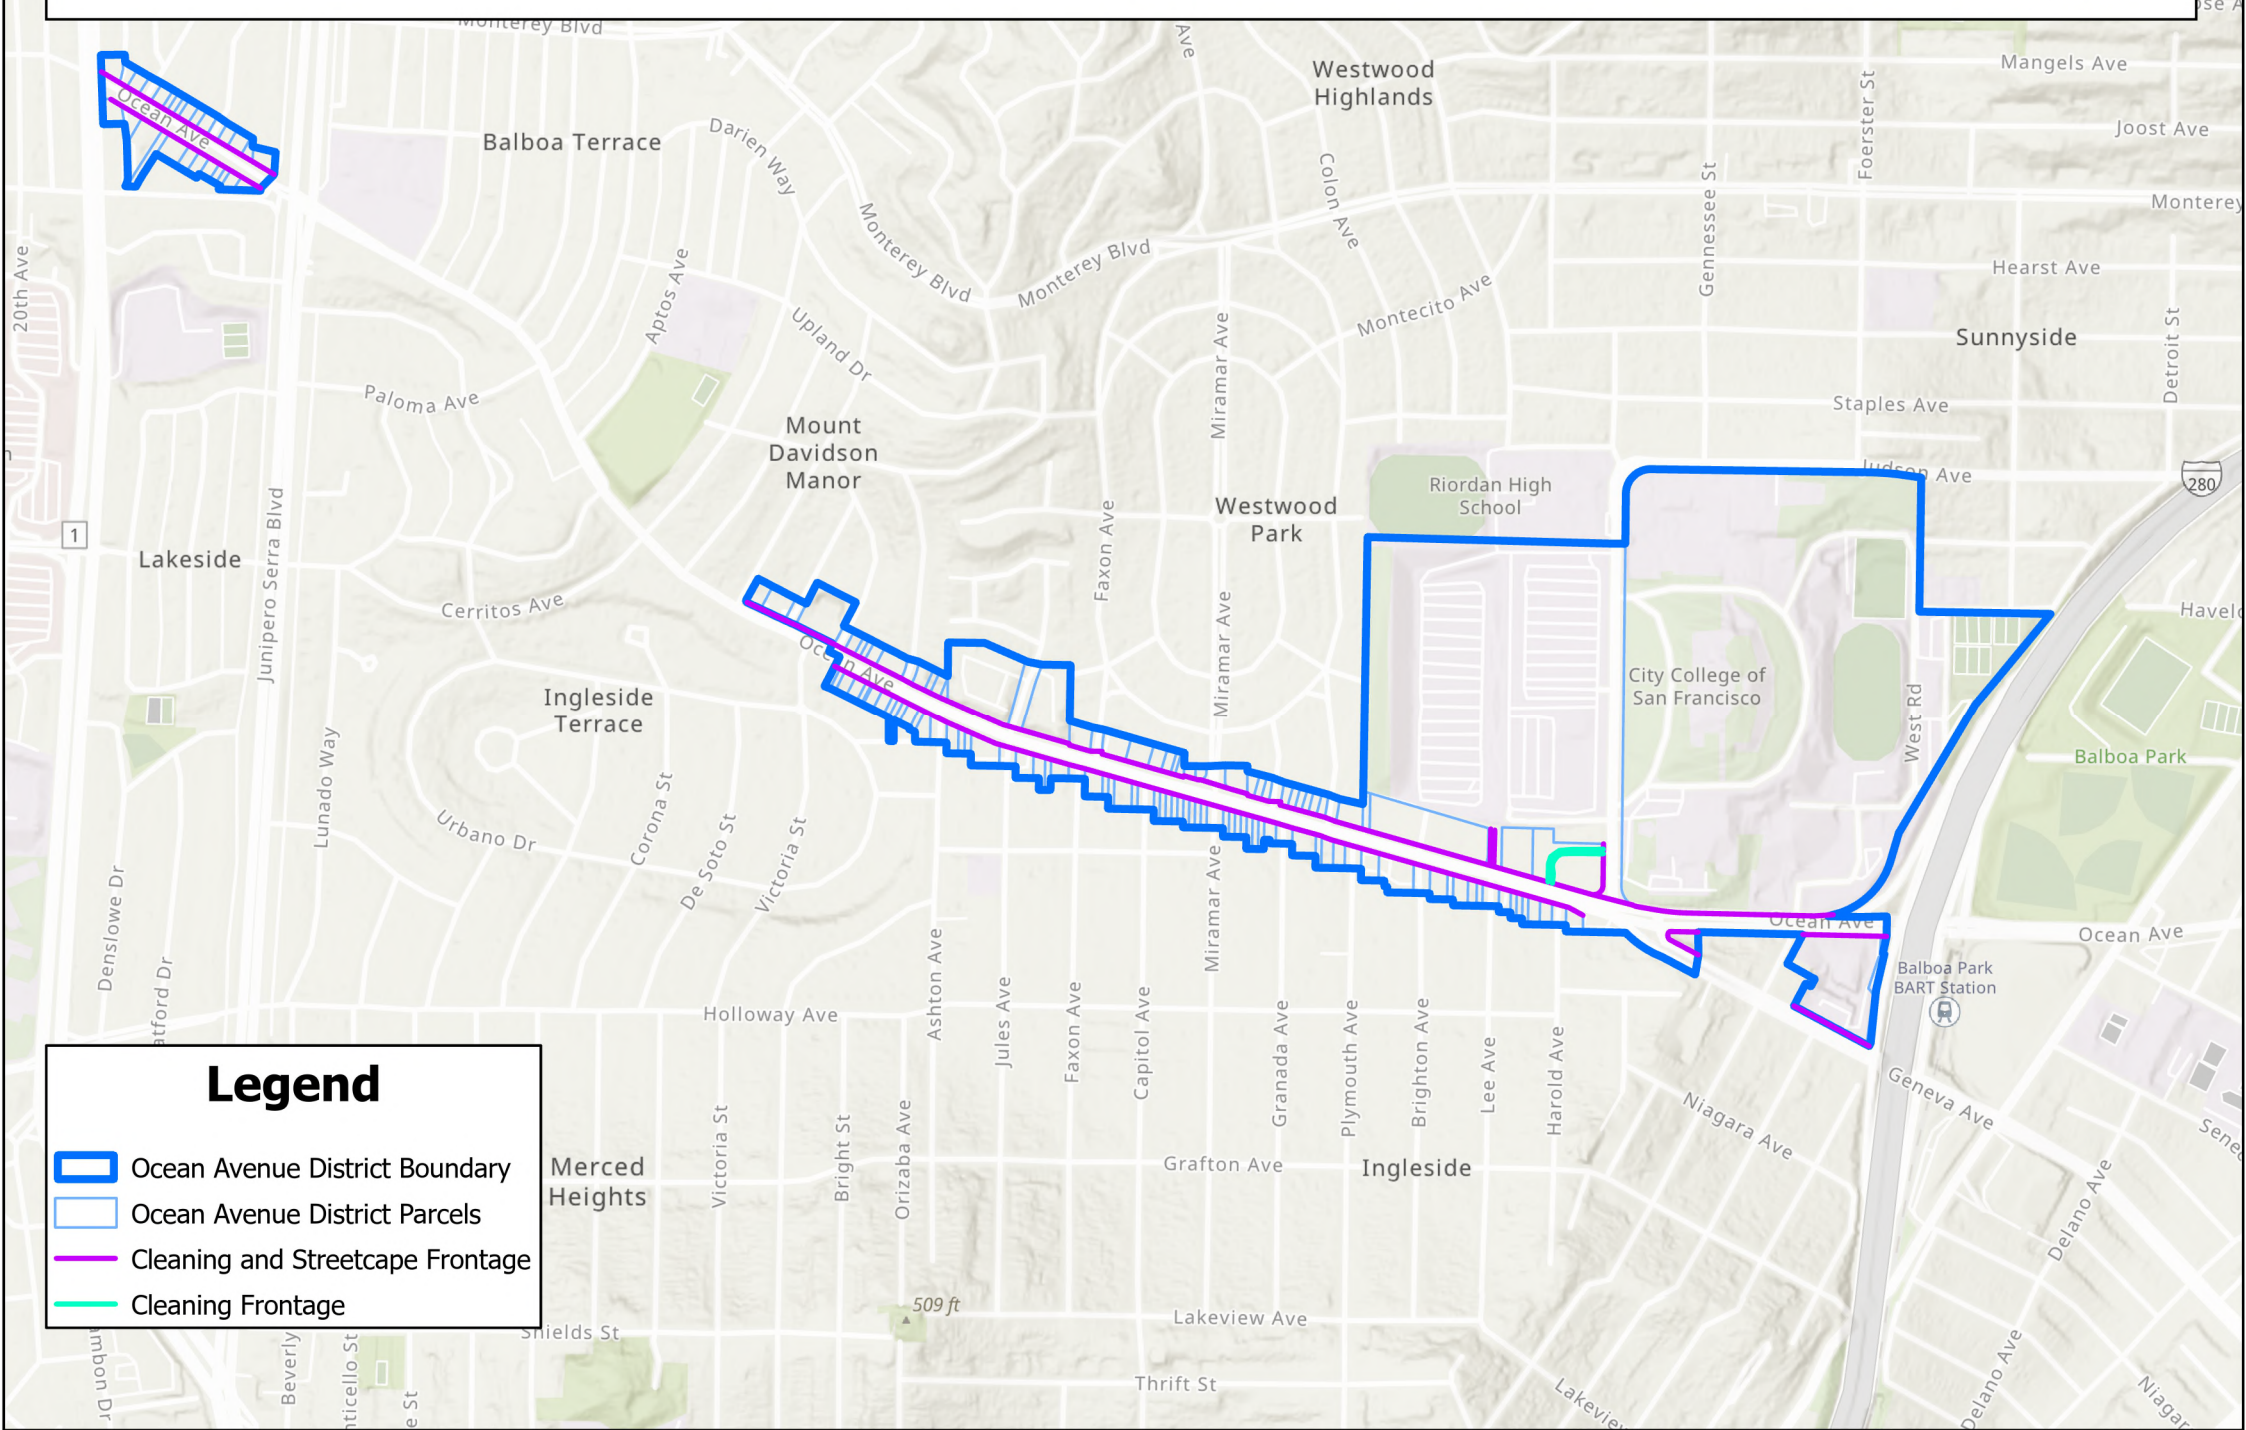 Monterey Blvd
Westwood
Highlands
Mangels Ave
Foerster St
Joost Ave
Ocean Ave
Balboa Terrace
Darien Way
Colon Ave
Ave
Gennessee St
Monterey
20th Ave
Aptos Ave
Monterey Blvd
Monterey Blvd
Montecito Ave
Hearst Ave
Sunnyside
Detroit St
Upland Dr
Miramar Ave
Paloma Ave
Staples Ave
Mount
Davidson
Manor
Judson Ave
280
Riordan High
School
Westwood
Park
1
Lakeside
Junipero Serra Blvd
Cerritos Ave
Faxon Ave
Miramar Ave
Ocean Ave
City College of
San Francisco
West Rd
Ingleside
Terrace
Balboa Park
Lunado Way
Urbano Dr
Corona St
De Soto St
Victoria St
Miramar Ave
Ocean Ave
Ocean Ave
Denslowe Dr
Balboa Park
BART Station
Holloway Ave
Ashton Ave
Jules Ave
Faxon Ave
Capitol Ave
Granada Ave
Plymouth Ave
Brighton Ave
Lee Ave
Harold Ave
Niagara Ave
Geneva Ave
Legend
Ocean Avenue District Boundary
Ocean Avenue District Parcels
Cleaning and Streetcape Frontage
Cleaning Frontage
Merced
Heights
Victoria St
Bright St
Orizaba Ave
Grafton Ave
Ingleside
Delano Ave
509 ft
Lakeview Ave
Shields St
Beverly
Thrift St
Delano Ave